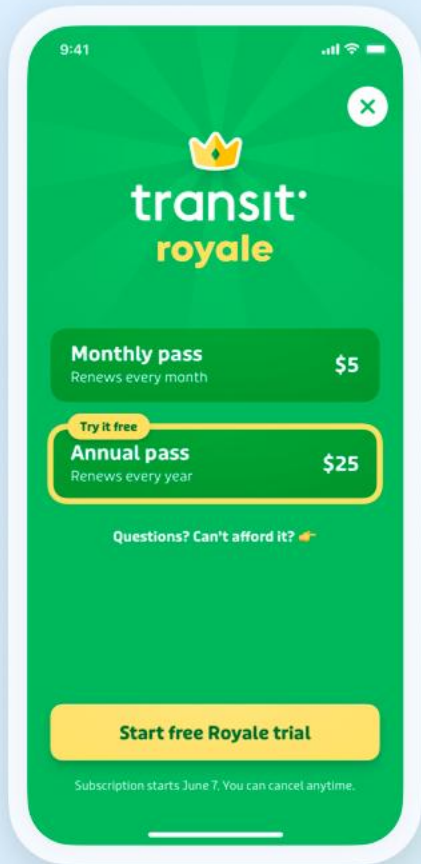 9:41
transit
royale
Monthly pass
Renews every month
$5
Try it free
Annual pass
Renews every year
$25
Questions? Can't afford it? 👉
Start free Royale trial
Subscription starts June 7. You can cancel anytime.